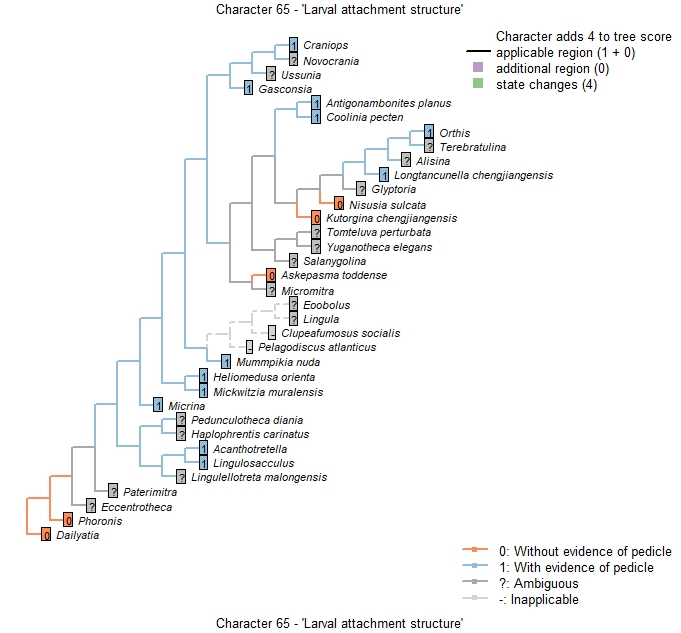 Character 65 - 'Larval attachment structure'
Character adds 4 to tree score
applicable region (1 + 0)
additional region (0)
state changes (4)
1 Craniops
? Novocrania
? Ussunia
1 Gasconsia
1 Antigonambonites planus
1 Coolinia pecten
1 Orthis
? Terebratulina
? Alisina
1 Longtancunella chengjiangensis
? Glyptoria
0 Nisusia sulcata
0 Kutorgina chengjiangensis
? Tomteluva perturbata
? Yuganotheca elegans
? Salanygolina
0 Askepasma toddense
? Micromitra
? Eoobolus
? Lingula
- Clupeafumosus socialis
- Pelagodiscus atlanticus
1 Mummpikia nuda
1 Heliomedusa orienta
1 Mickwitzia muralensis
1 Micrina
? Pedunculotheca diania
? Haplophrentis carinatus
1 Acanthotretella
1 Lingulosacculus
? Lingulellotreta malongensis
? Paterimitra
? Eccentrotheca
0 Phoronis
0 Dailyatia
0: Without evidence of pedicle
1: With evidence of pedicle
?: Ambiguous
-: Inapplicable
Character 65 - 'Larval attachment structure'